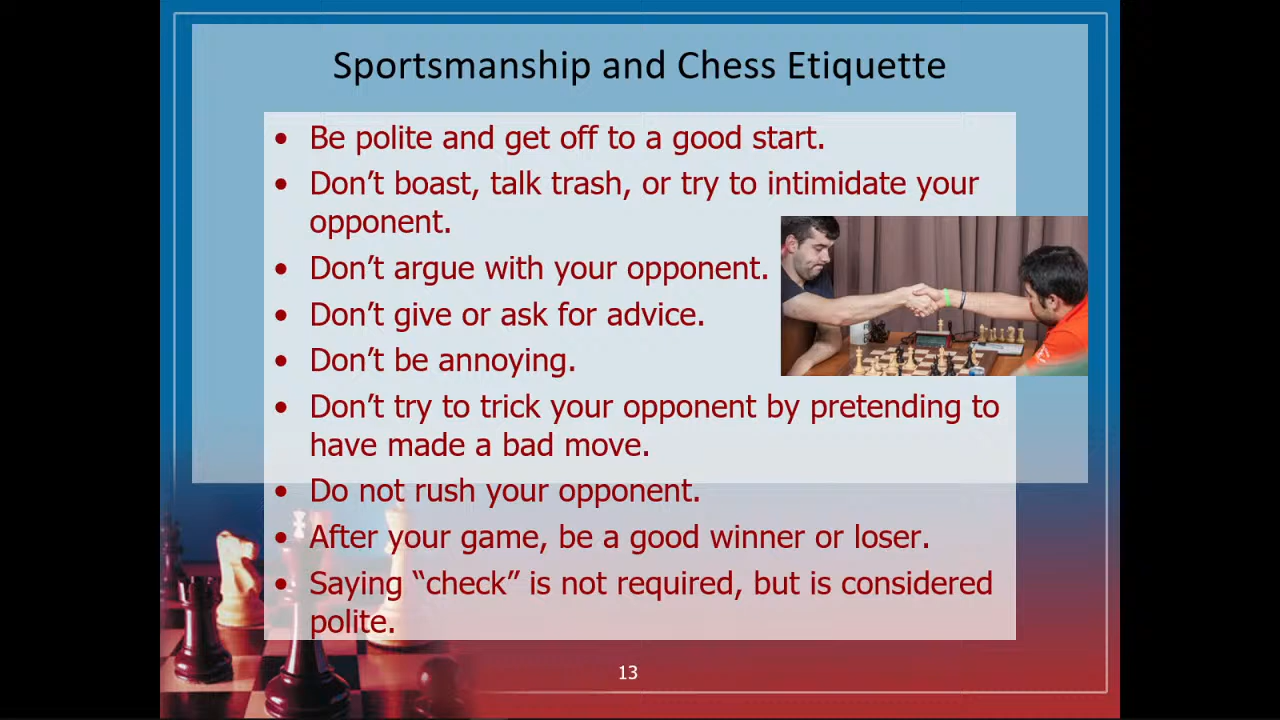 Sportsmanship and Chess Etiquette
• Be polite and get off to a good start.
• Don’t boast, talk trash, or try to intimidate your
opponent.
• Don’t argue with your opponent.
• Don’t give or ask for advice.
• Don’t be annoying.
• Don’t try to trick your opponent by pretending to
have made a bad move.
• Do not rush your opponent.
• After your game, be a good winner or loser.
• Saying “check” is not required, but is considered
polite.
13